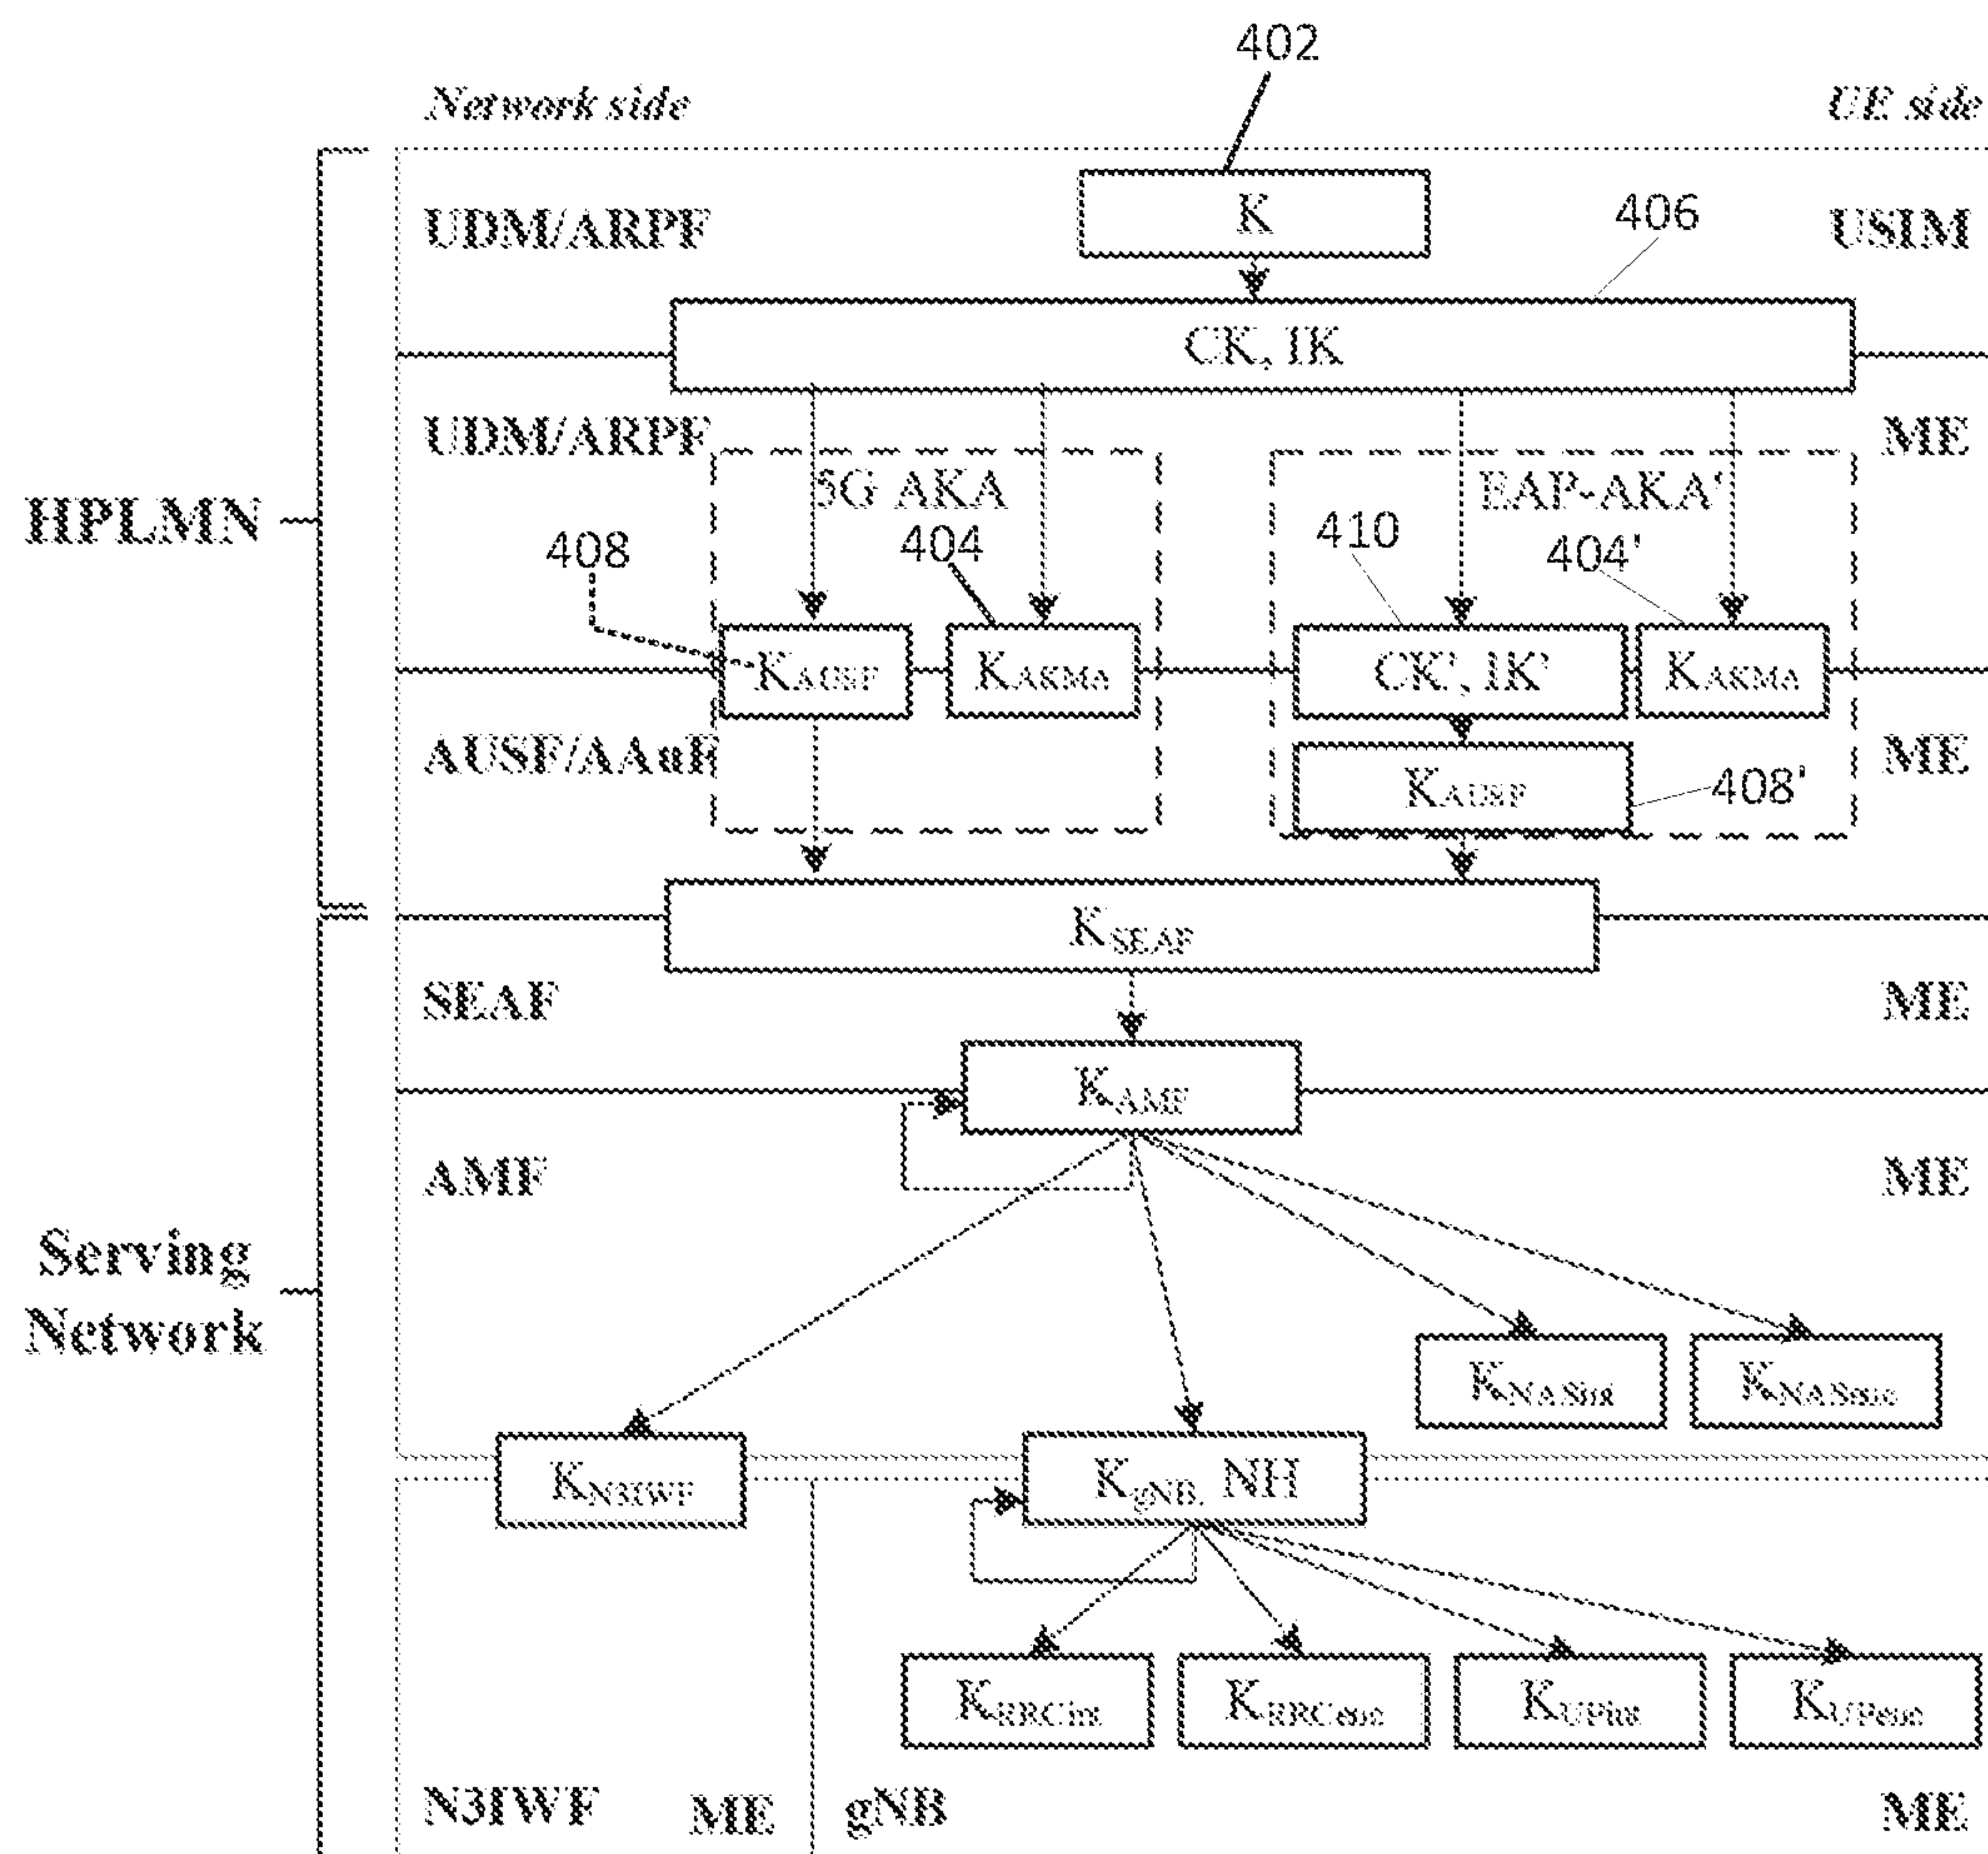 402
Network side
UE side
UDM/ARPF
K
406
USIM
CK, IK
UDM/ARPF
ME
HPLMN
5G AKA
EAP-AKA'
408
404
410
404'
KAUSF
KAKMA
CK', IK'
KAKMA
AUSF/AAuF
ME
KAUSF
408'
KSEAF
SEAF
ME
KAMF
AMF
ME
Serving
Network
KNASint
KNASenc
KN3IWF
KgNB, NH
KRRCint
KRRCenc
KUPint
KUPenc
N3IWF
ME
gNB
ME